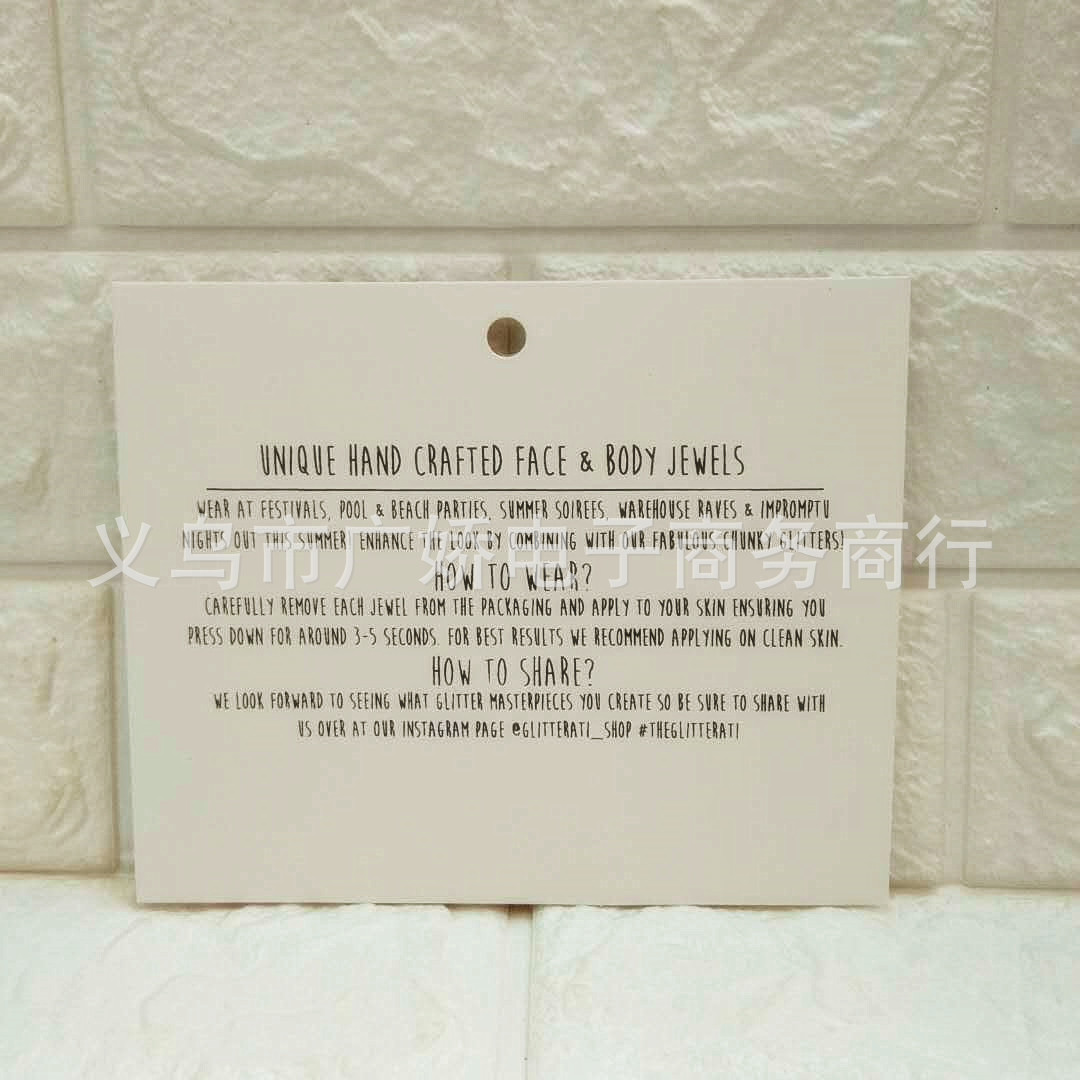 UNIQUE HAND CRAFTED FACE & BODY JEWELS
WEAR AT FESTIVALS, POOL & BEACH PARTIES, SUMMER SOIREES, WAREHOUSE RAVES & IMPROMPTU
NIGHTS OUT THIS SUMMER! ENHANCE THE LOOK BY COMBINING WITH OUR FABULOUS CHUNKY GLITTERS!
义乌市广娇电子商务商行
HOW TO WEAR?
CAREFULLY REMOVE EACH JEWEL FROM THE PACKAGING AND APPLY TO YOUR SKIN ENSURING YOU
PRESS DOWN FOR AROUND 3-5 SECONDS. FOR BEST RESULTS WE RECOMMEND APPLYING ON CLEAN SKIN.
HOW TO SHARE?
WE LOOK FORWARD TO SEEING WHAT GLITTER MASTERPIECES YOU CREATE SO BE SURE TO SHARE WITH
US OVER AT OUR INSTAGRAM PAGE @GLITTERATI_SHOP #THEGLITTERATI